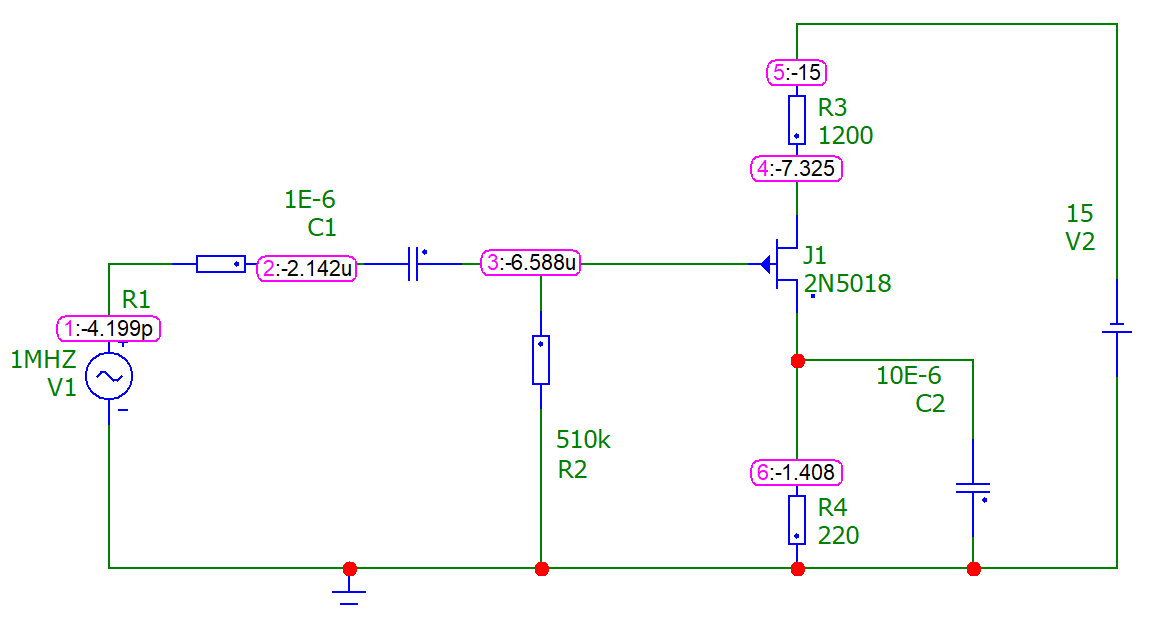 5:-15
R3
1200
4:-7.325
1E-6
C1
15
V2
2:-2.142u
3:-6.588u
J1
2N5018
R1
1:-4.199p
+
1MHZ
V1
−
10E-6
C2
510k
R2
6:-1.408
R4
220